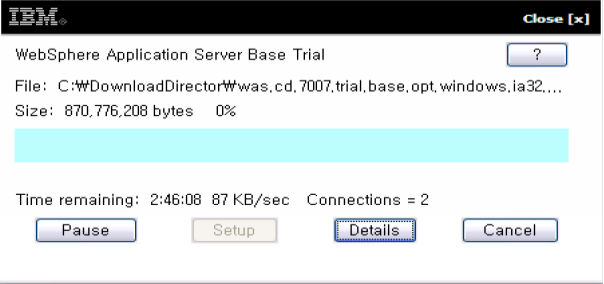 IBM®
Close [x]
WebSphere Application Server Base Trial
?
File: C:₩DownloadDirector₩was.cd.7007.trial.base.opt.windows.ia32....
Size: 870,776,208 bytes 0%
Time remaining: 2:46:08 87 KB/sec Connections = 2
Pause Setup Details Cancel